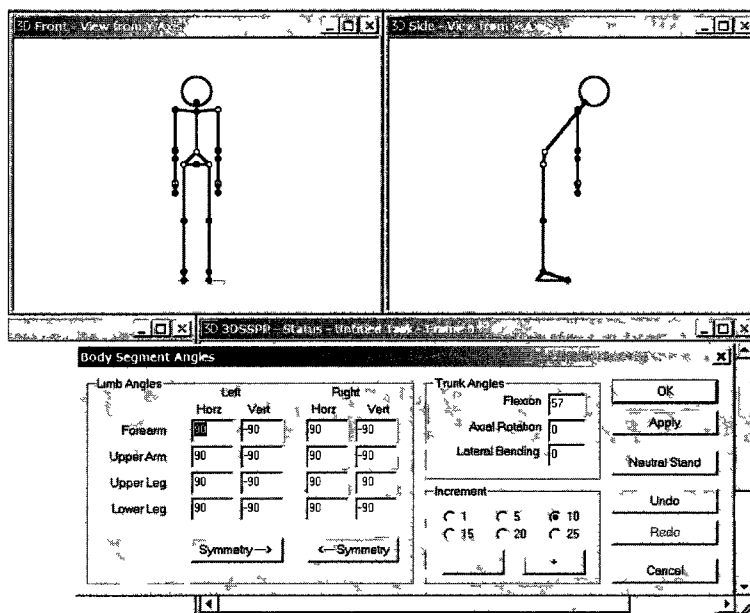 3D Front - View from Y Axis
3D Side - View from X A
3D 3DSSPP - Status - Untitled Task - Frame 0
Body Segment Angles
Limb Angles
Left Right
Horz Vert Horz Vert
Forearm 90 -90 90 -90
Upper Arm 90 -90 90 -90
Upper Leg 90 -90 90 -90
Lower Leg 90 -90 90 -90
Symmetry-->
<--Symmetry
Trunk Angles
Flexion 57
Axial Rotation 0
Lateral Bending 0
Increment
1 5 10
15 20 25
+
OK
Apply
Neutral Stand
Undo
Redo
Cancel